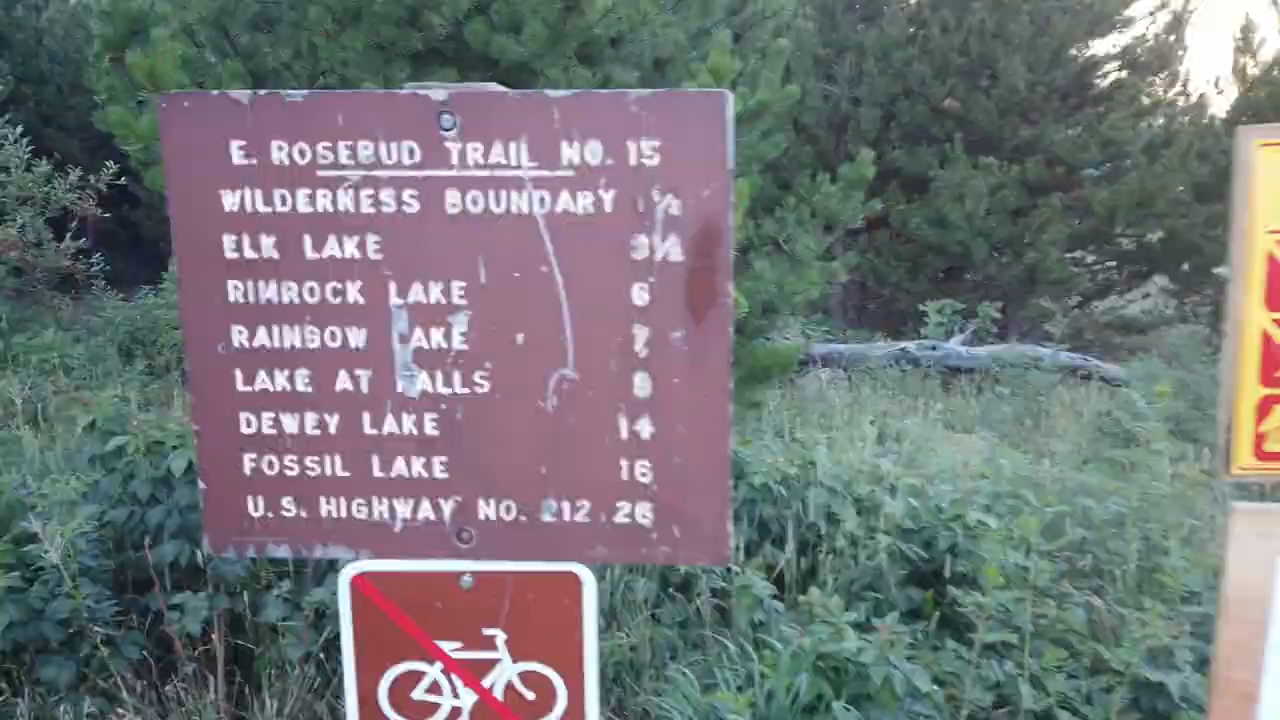 E. ROSEBUD TRAIL NO. 15
WILDERNESS BOUNDARY 1½
ELK LAKE 3½
RIMROCK LAKE 6
RAINBOW LAKE 7
LAKE AT FALLS 9
DEWEY LAKE 14
FOSSIL LAKE 16
U.S. HIGHWAY NO. 212 26